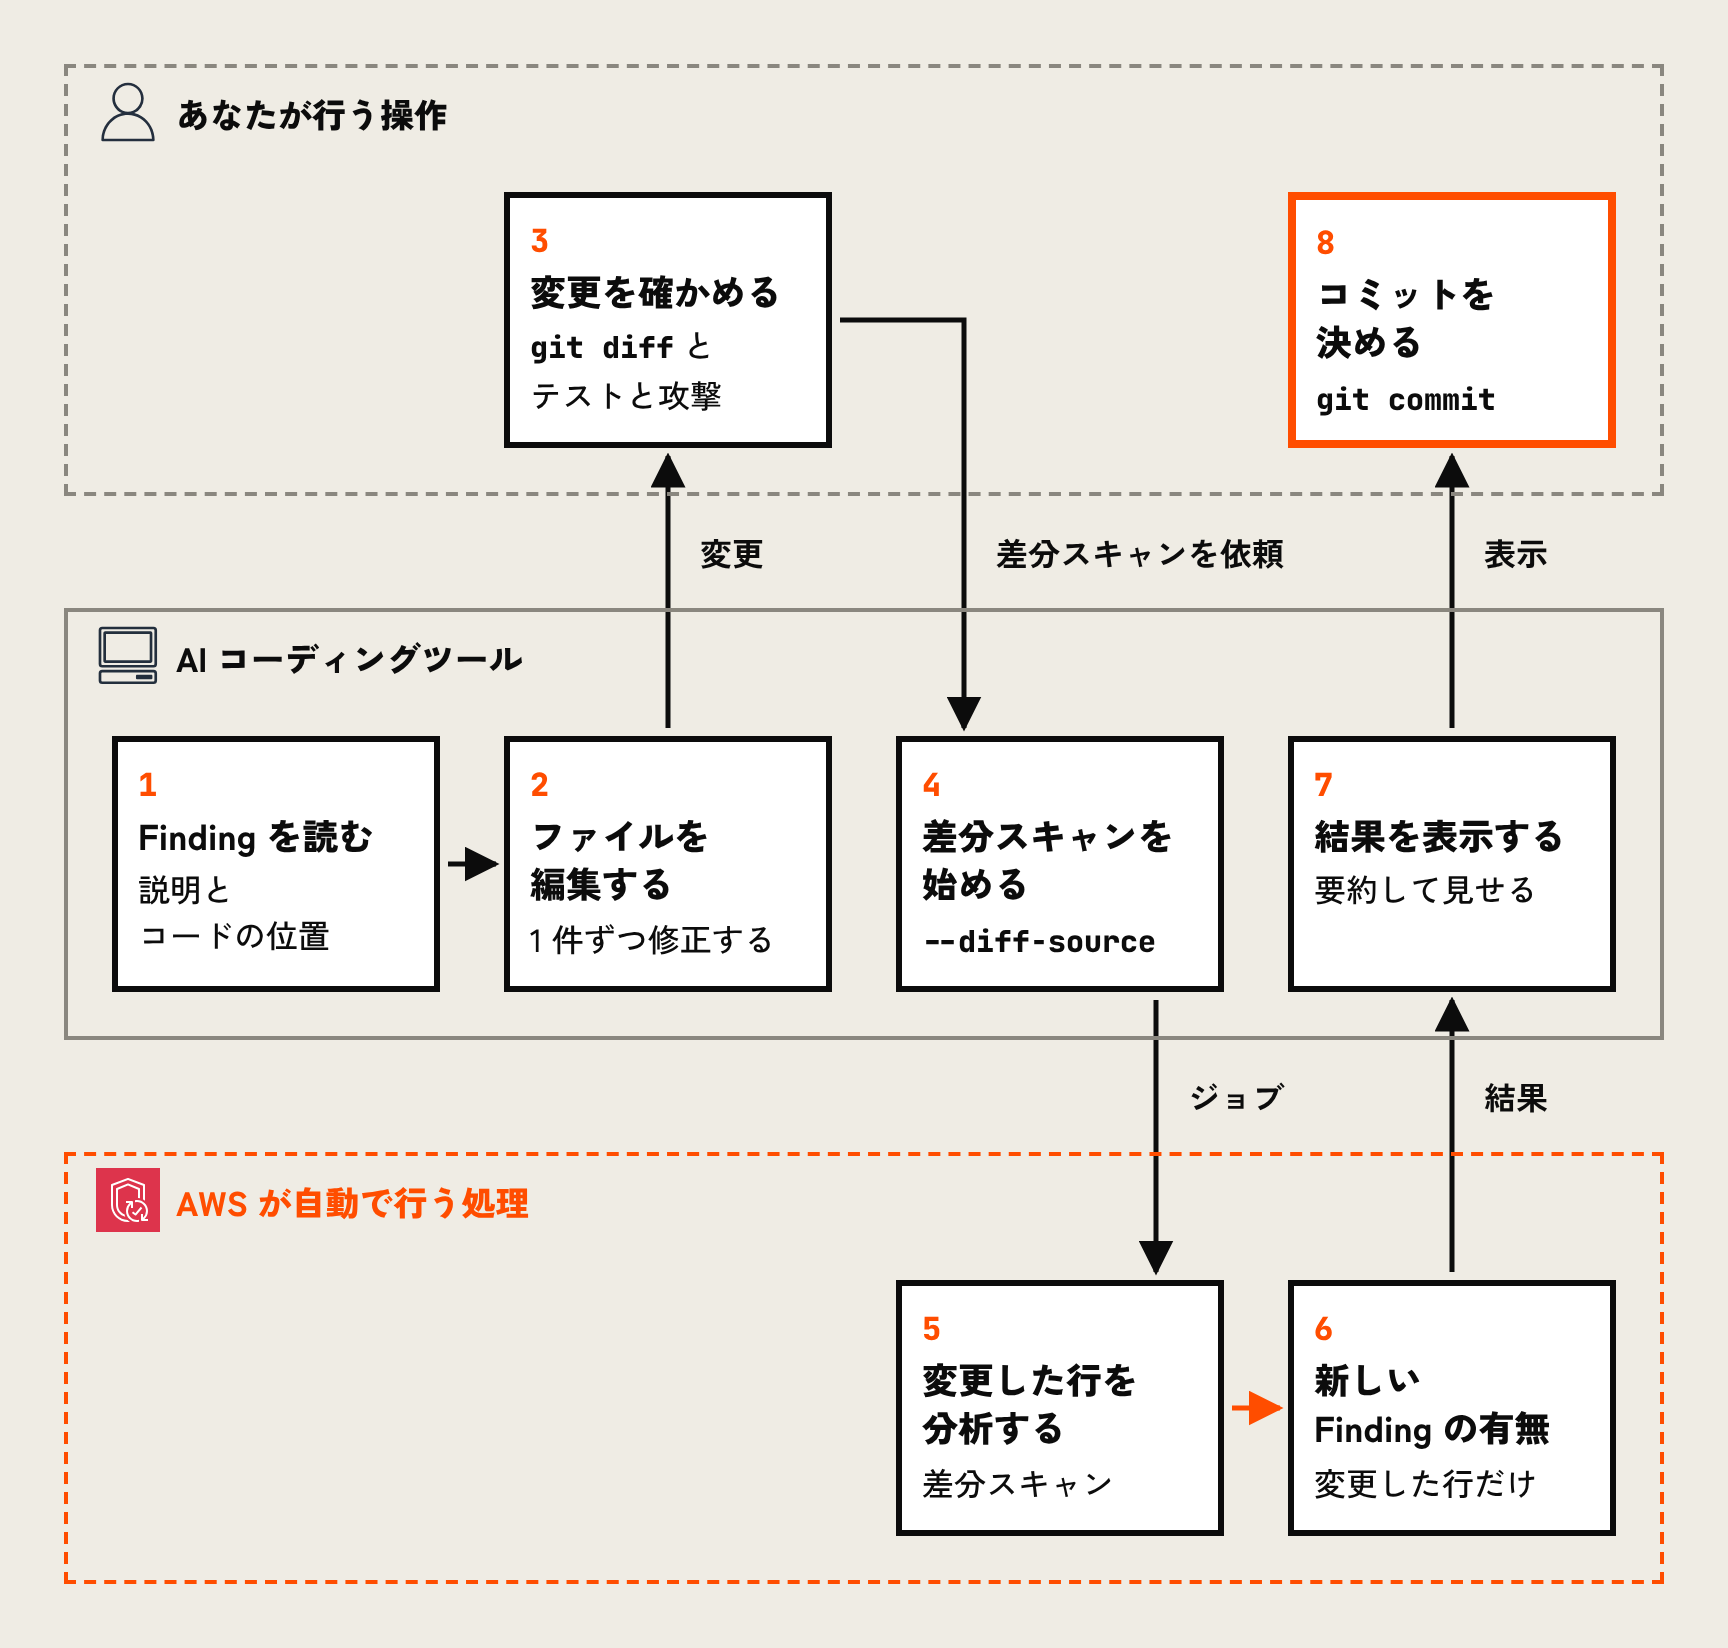 あなたが行う操作
3
変更を確かめる
git diff と
テストと攻撃
8
コミットを
決める
git commit
変更
差分スキャンを依頼
表示
AI コーディングツール
1
Finding を読む
説明と
コードの位置
2
ファイルを
編集する
1 件ずつ修正する
4
差分スキャンを
始める
--diff-source
7
結果を表示する
要約して見せる
ジョブ
結果
AWS が自動で行う処理
5
変更した行を
分析する
差分スキャン
6
新しい
Finding の有無
変更した行だけ